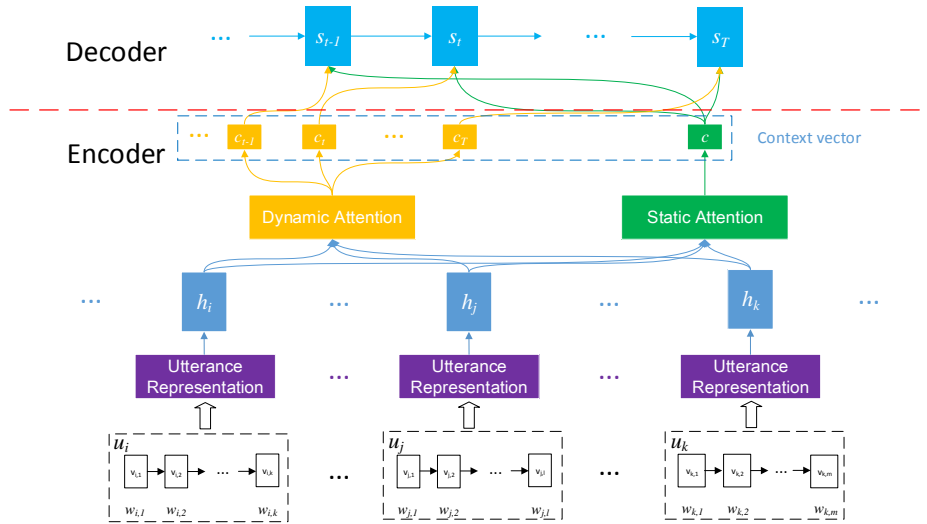 Decoder
... s_{t-1} s_t ... s_T
Encoder
... c_{t-1} c_t ... c_T c
Context vector
Dynamic Attention Static Attention
... h_i ... h_j ... h_k ...
Utterance Representation ... Utterance Representation ... Utterance Representation
u_i u_j u_k
v_{i,1} v_{i,2} ... v_{i,k} ... v_{j,1} v_{j,2} ... v_{j,l} ... v_{k,1} v_{k,2} ... v_{k,m}
w_{i,1} w_{i,2} w_{i,k} w_{j,1} w_{j,2} w_{j,l} w_{k,1} w_{k,2} w_{k,m}